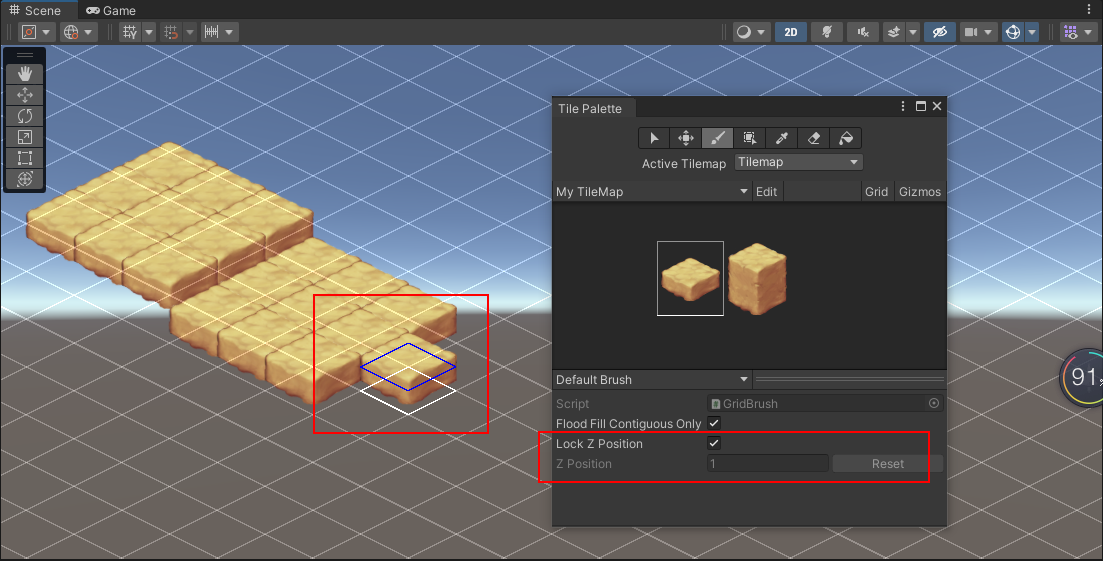 Scene Game
2D
Tile Palette
Active Tilemap Tilemap
My TileMap Edit Grid Gizmos
Default Brush
Script GridBrush
Flood Fill Contiguous Only
Lock Z Position
Z Position 1 Reset
91